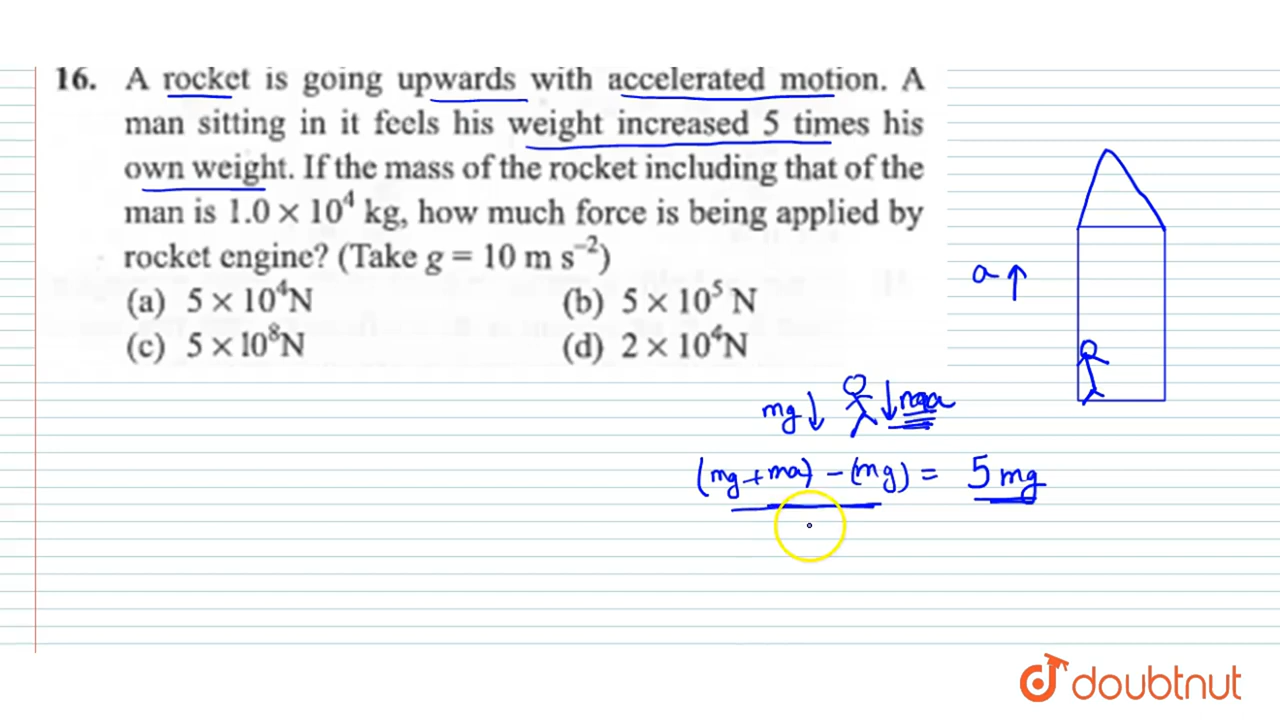 16. A rocket is going upwards with accelerated motion. A
man sitting in it feels his weight increased 5 times his
own weight. If the mass of the rocket including that of the
man is 1.0 × 10⁴ kg, how much force is being applied by
rocket engine? (Take g = 10 m s⁻²)
(a) 5 × 10⁴N (b) 5 × 10⁵ N
(c) 5 × 10⁸N (d) 2 × 10⁴N
a ↑
mg ↓ ↓
(mg + ma) − (mg) = 5 mg
doubtnut